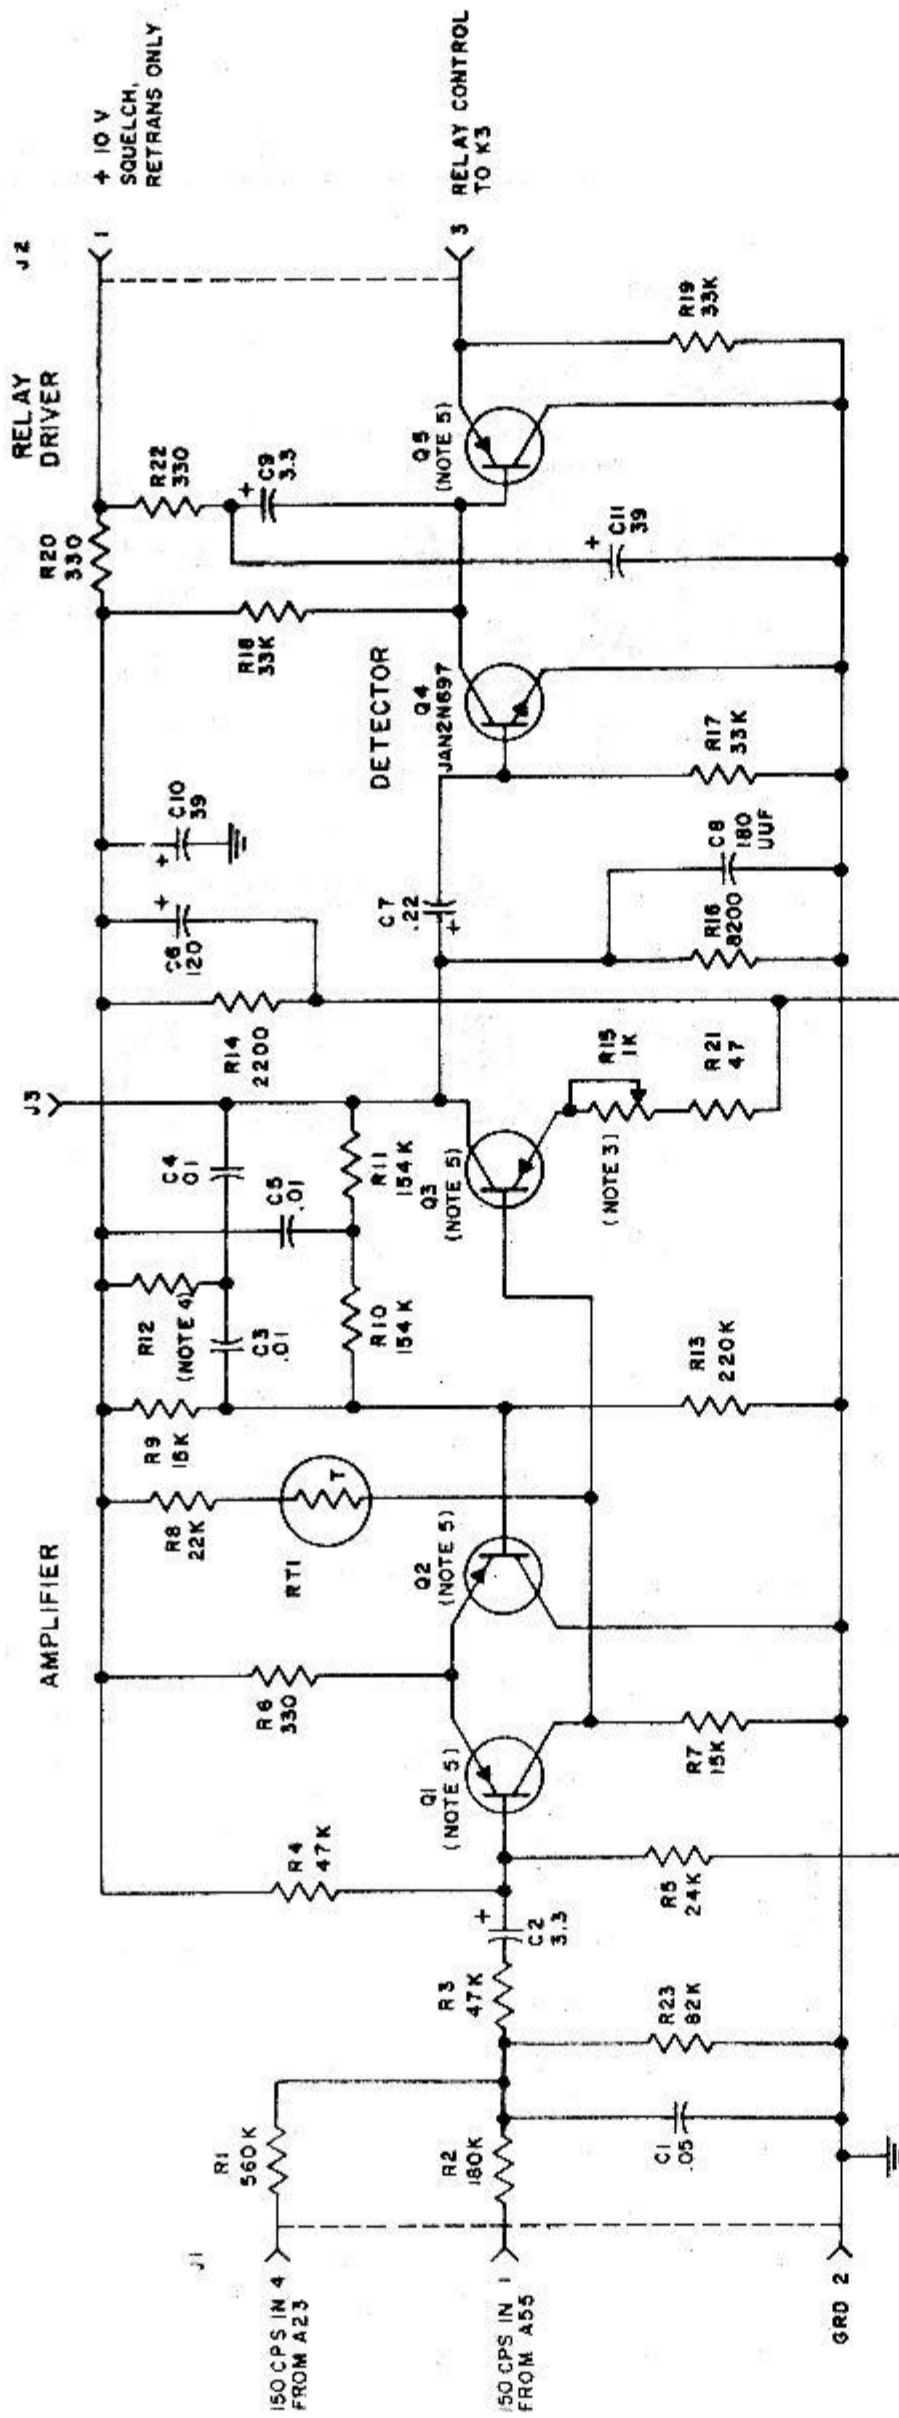 AMPLIFIER
RELAY
DRIVER
J2
1
+ 10 V
SQUELCH,
RETRANS ONLY
3
RELAY CONTROL
TO K3
J3
J1
150 CPS IN 4
FROM A23
150 CPS IN 1
FROM A55
GRD 2
R1
560K
R2
180K
C1
.05
R23
82K
R3
47K
+
C2
3.3
R4
47K
R5
24K
Q1
(NOTE 5)
R6
330
R7
15K
Q2
(NOTE 5)
R8
22K
RT1
T
R9
15K
R12
(NOTE 4)
C3
.01
R10
154K
R13
220K
C4
.01
C5
.01
R11
154K
Q3
(NOTE 5)
(NOTE 3)
R15
1K
R21
47
R14
2200
+
C6
120
+
C10
39
C7
.22
+
R16
8200
C8
180
UUF
DETECTOR
Q4
JAN2N697
R17
33K
R18
33K
R20
330
R22
330
+
C9
3.3
+
C11
39
Q5
(NOTE 5)
R19
33K